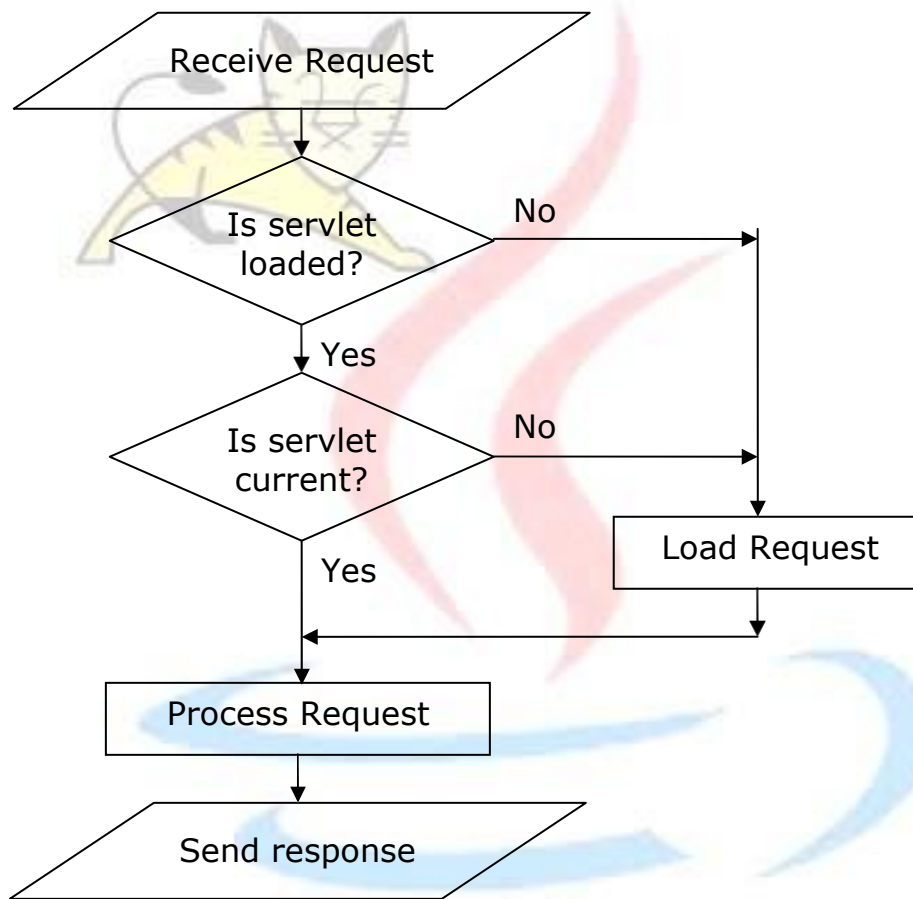 Receive Request
Is servlet
loaded?
No
Yes
Is servlet
current?
No
Load Request
Yes
Process Request
Send response